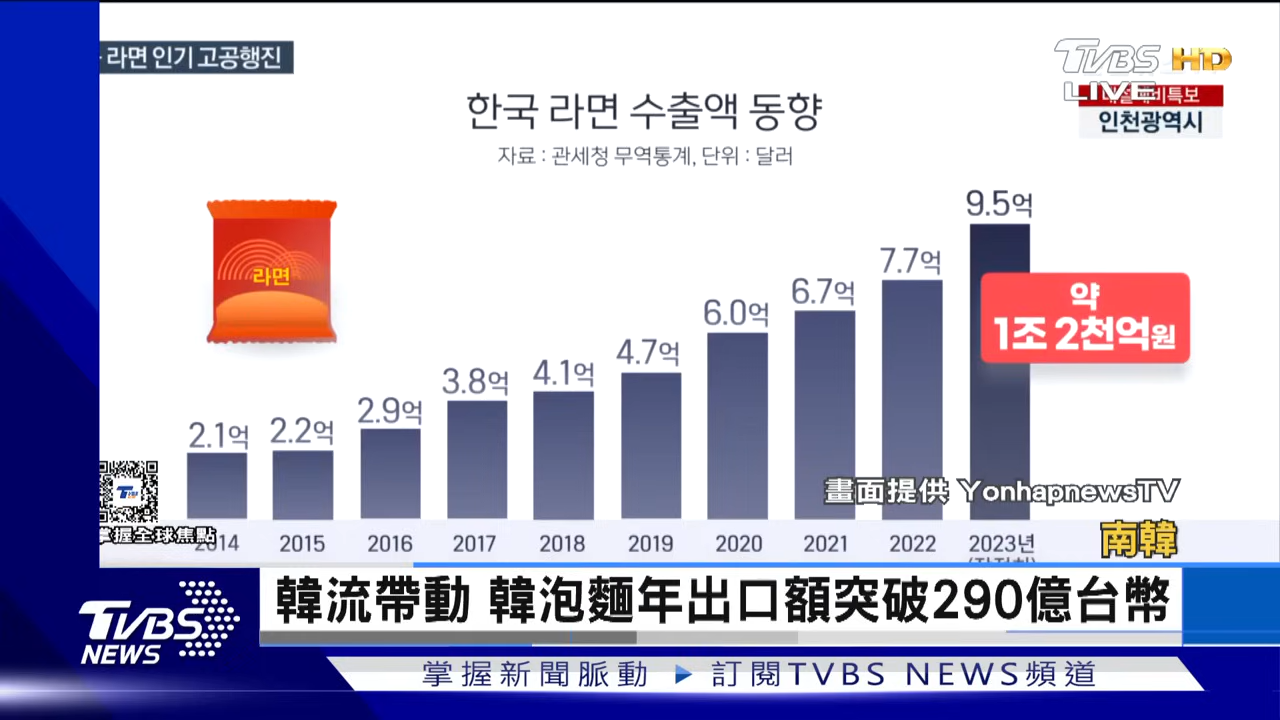 라면 인기 고공행진
TVBS HD
LIVE
특보
인천광역시
한국 라면 수출액 동향
자료 : 관세청 무역통계, 단위 : 달러
라면
2.1억
2.2억
2.9억
3.8억
4.1억
4.7억
6.0억
6.7억
7.7억
9.5억
약
1조 2천억원
畫面提供 YonhapnewsTV
掌握全球焦點
南韓
2014 2015 2016 2017 2018 2019 2020 2021 2022 2023년
韓流帶動 韓泡麵年出口額突破290億台幣
TVBS
NEWS
掌握新聞脈動 ▶ 訂閱TVBS NEWS頻道